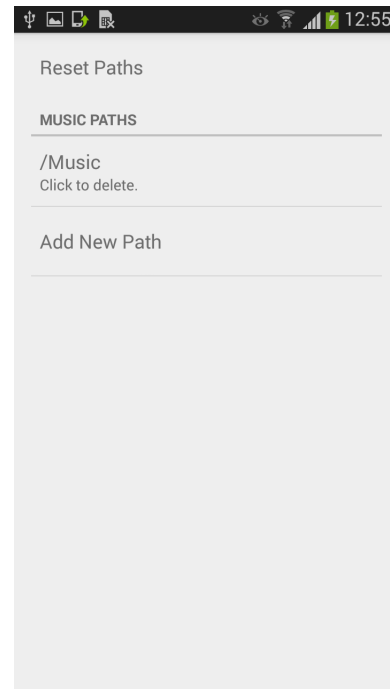 12:55
Reset Paths
MUSIC PATHS
/Music
Click to delete.
Add New Path